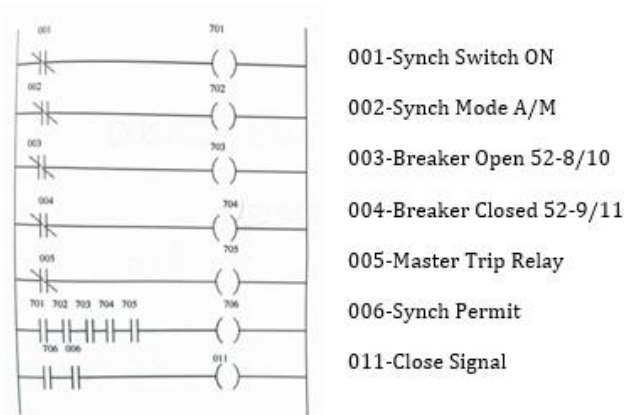 001 701
001-Synch Switch ON
002 702
002-Synch Mode A/M
003 703
003-Breaker Open 52-8/10
004 704
004-Breaker Closed 52-9/11
005 705
005-Master Trip Relay
701 702 703 704 705 706
006-Synch Permit
706 006 011
011-Close Signal